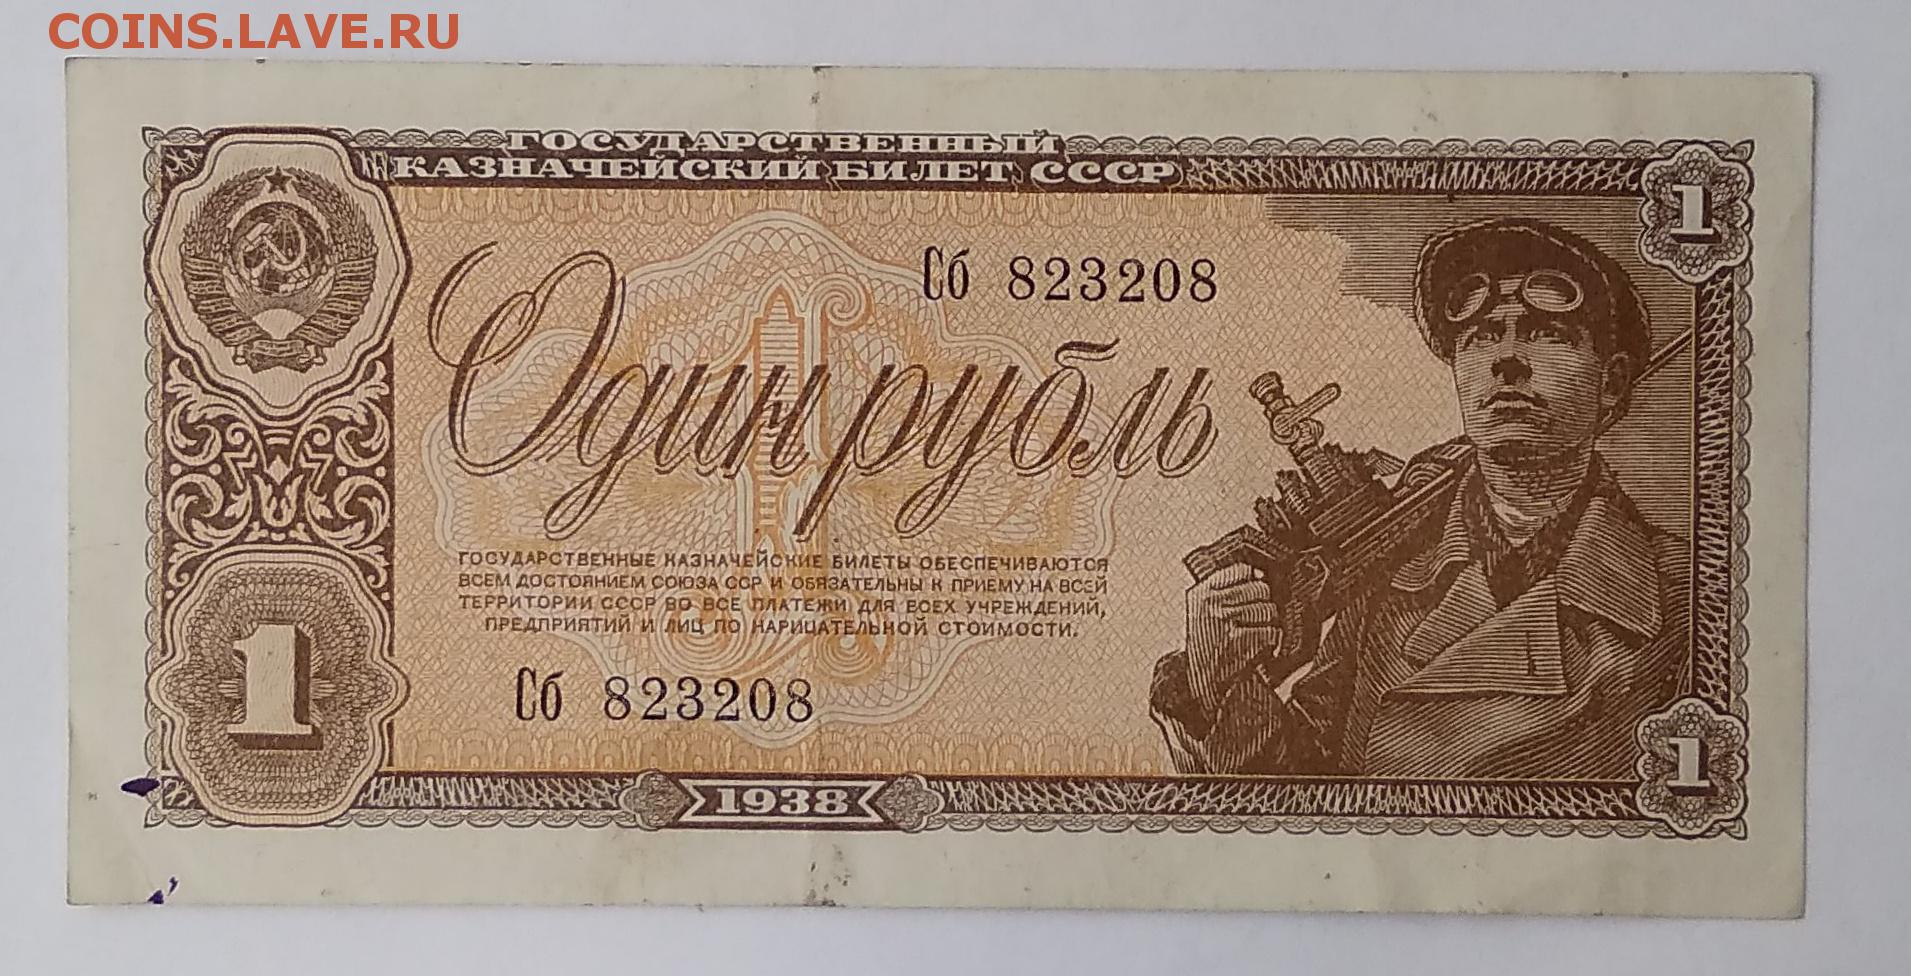 COINS.LAVE.RU
ГОСУДАРСТВЕННЫЙ
КАЗНАЧЕЙСКИЙ БИЛЕТ СССР
1
Сб 823208
Один рубль
1
ГОСУДАРСТВЕННЫЕ КАЗНАЧЕЙСКИЕ БИЛЕТЫ ОБЕСПЕЧИВАЮТСЯ
ВСЕМ ДОСТОЯНИЕМ СОЮЗА ССР И ОБЯЗАТЕЛЬНЫ К ПРИЕМУ НА ВСЕЙ
ТЕРРИТОРИИ СССР ВО ВСЕ ПЛАТЕЖИ ДЛЯ ВСЕХ УЧРЕЖДЕНИЙ,
ПРЕДПРИЯТИЙ И ЛИЦ ПО НАРИЦАТЕЛЬНОЙ СТОИМОСТИ.
1
Сб 823208
1
1938